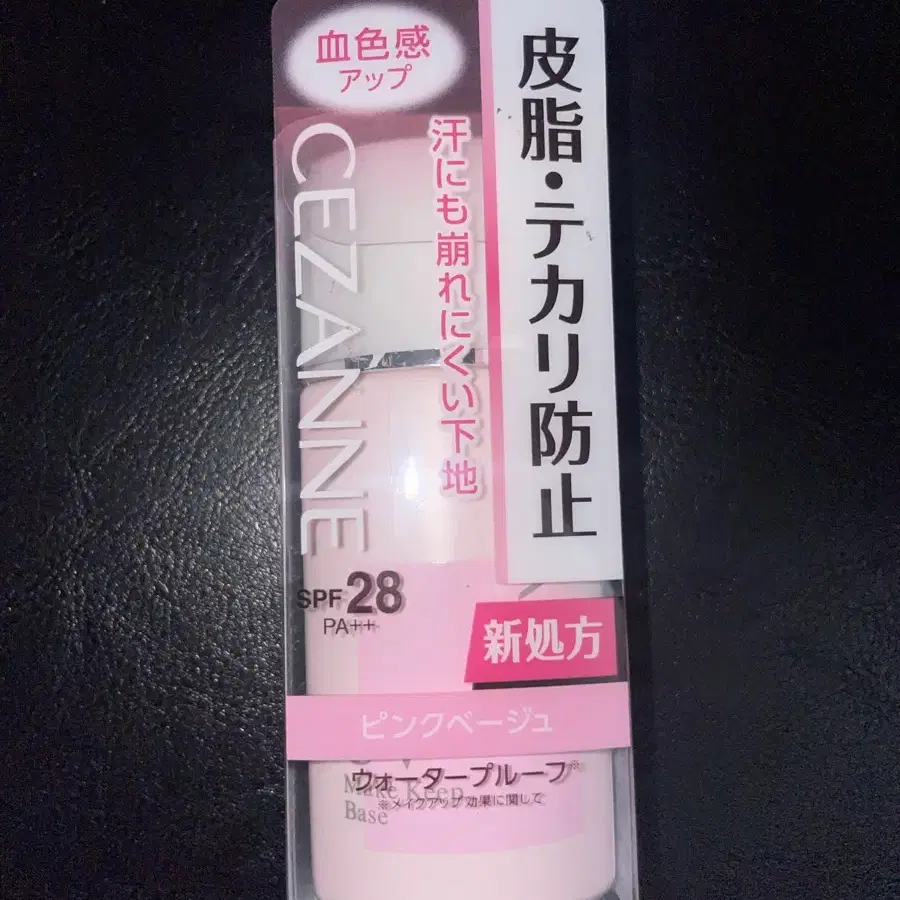 血色感
アップ
皮脂・テカリ防止
汗にも崩れにくい下地
CEZANNE
SPF 28
PA++
新処方
ピンクベージュ
ウォータープルーフ※
※メイクアップ効果に関して
Make Keep
Base